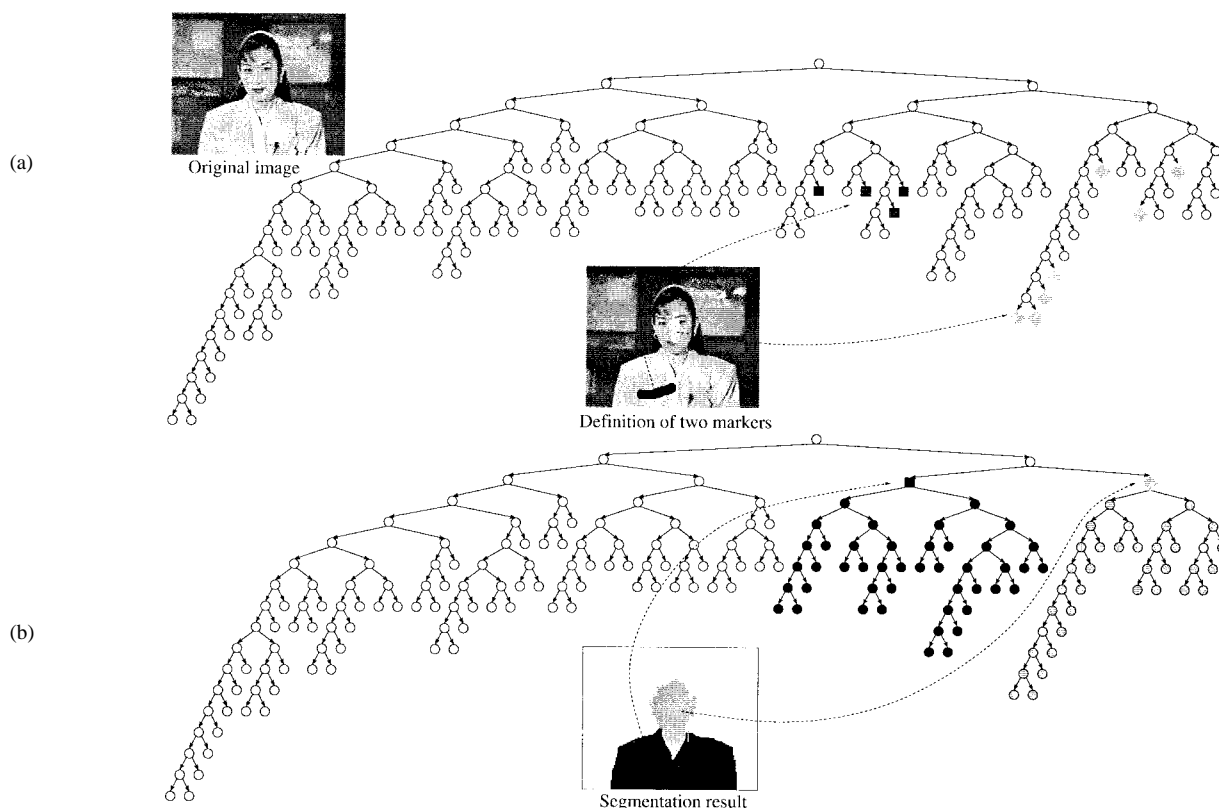 Original image
(a)
Definition of two markers
(b)
Segmentation result